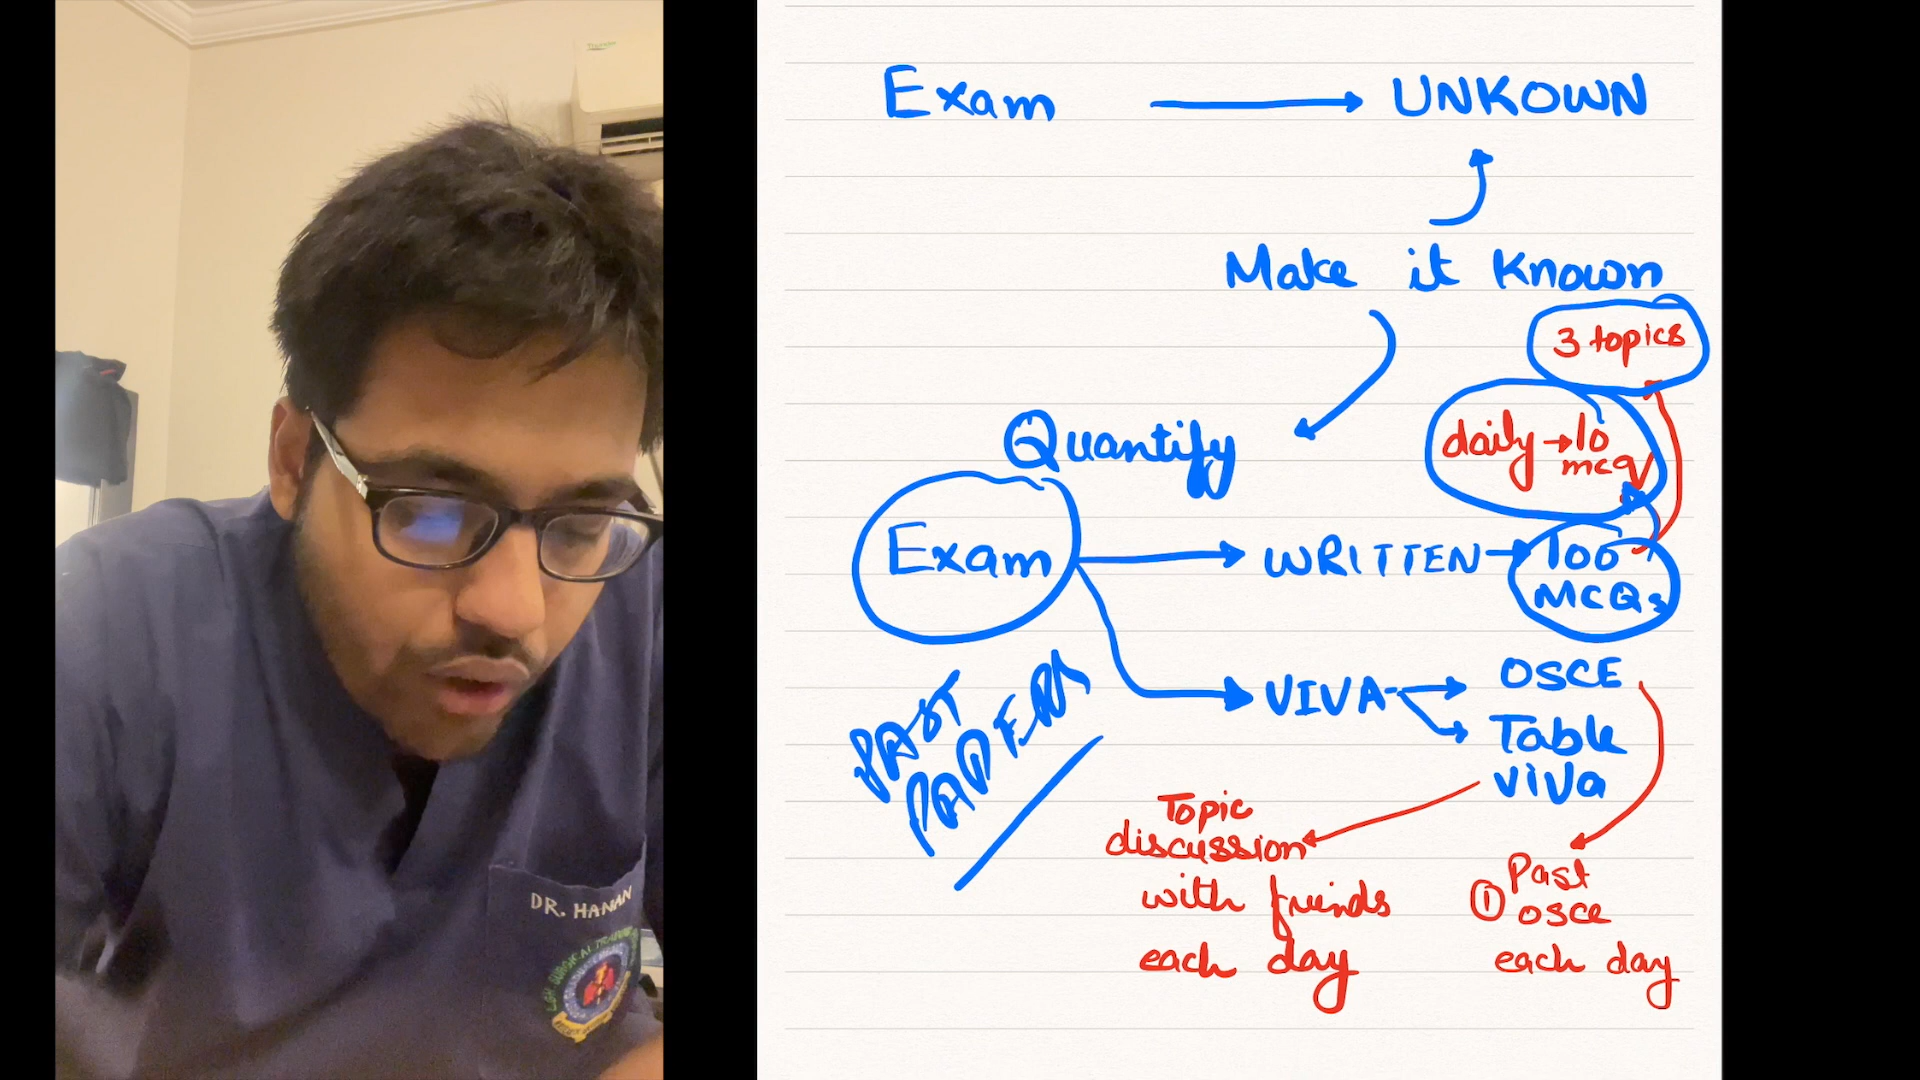 Exam → UNKOWN
Make it Known
3 topics
Quantify
daily → 10
mcq
Exam
WRITTEN → 100
MCQs
VIVA
OSCE
Table
viva
PAST
PAPERS
Topic
discussion
with friends
each day
① Past
OSCE
each day
DR. HANAN